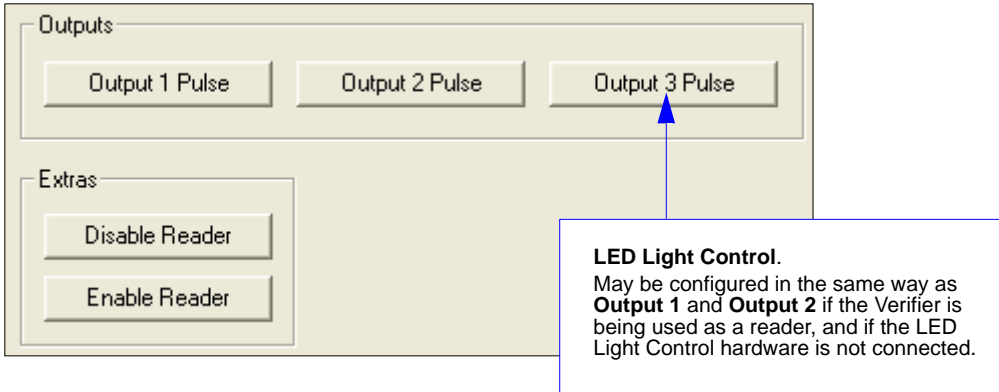 Outputs
Output 1 Pulse
Output 2 Pulse
Output 3 Pulse
Extras
Disable Reader
Enable Reader
LED Light Control.
May be configured in the same way as
Output 1 and Output 2 if the Verifier is
being used as a reader, and if the LED
Light Control hardware is not connected.